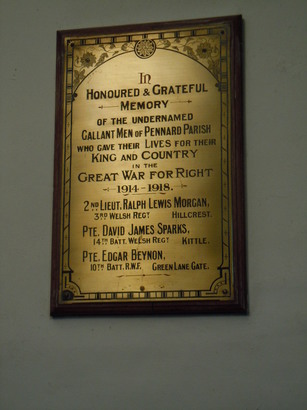 In
HONOURED & GRATEFUL
MEMORY
OF THE UNDERNAMED
GALLANT MEN OF PENNARD PARISH
WHO GAVE THEIR LIVES FOR THEIR
KING AND COUNTRY
IN THE
GREAT WAR FOR RIGHT
1914-1918.
2ND LIEUT. RALPH LEWIS MORGAN,
3RD WELSH REGT HILLCREST.
PTE. DAVID JAMES SPARKS,
14TH BATT. WELSH REGT KITTLE.
PTE. EDGAR BEYNON,
10TH BATT. R.W.F. GREEN LANE GATE.